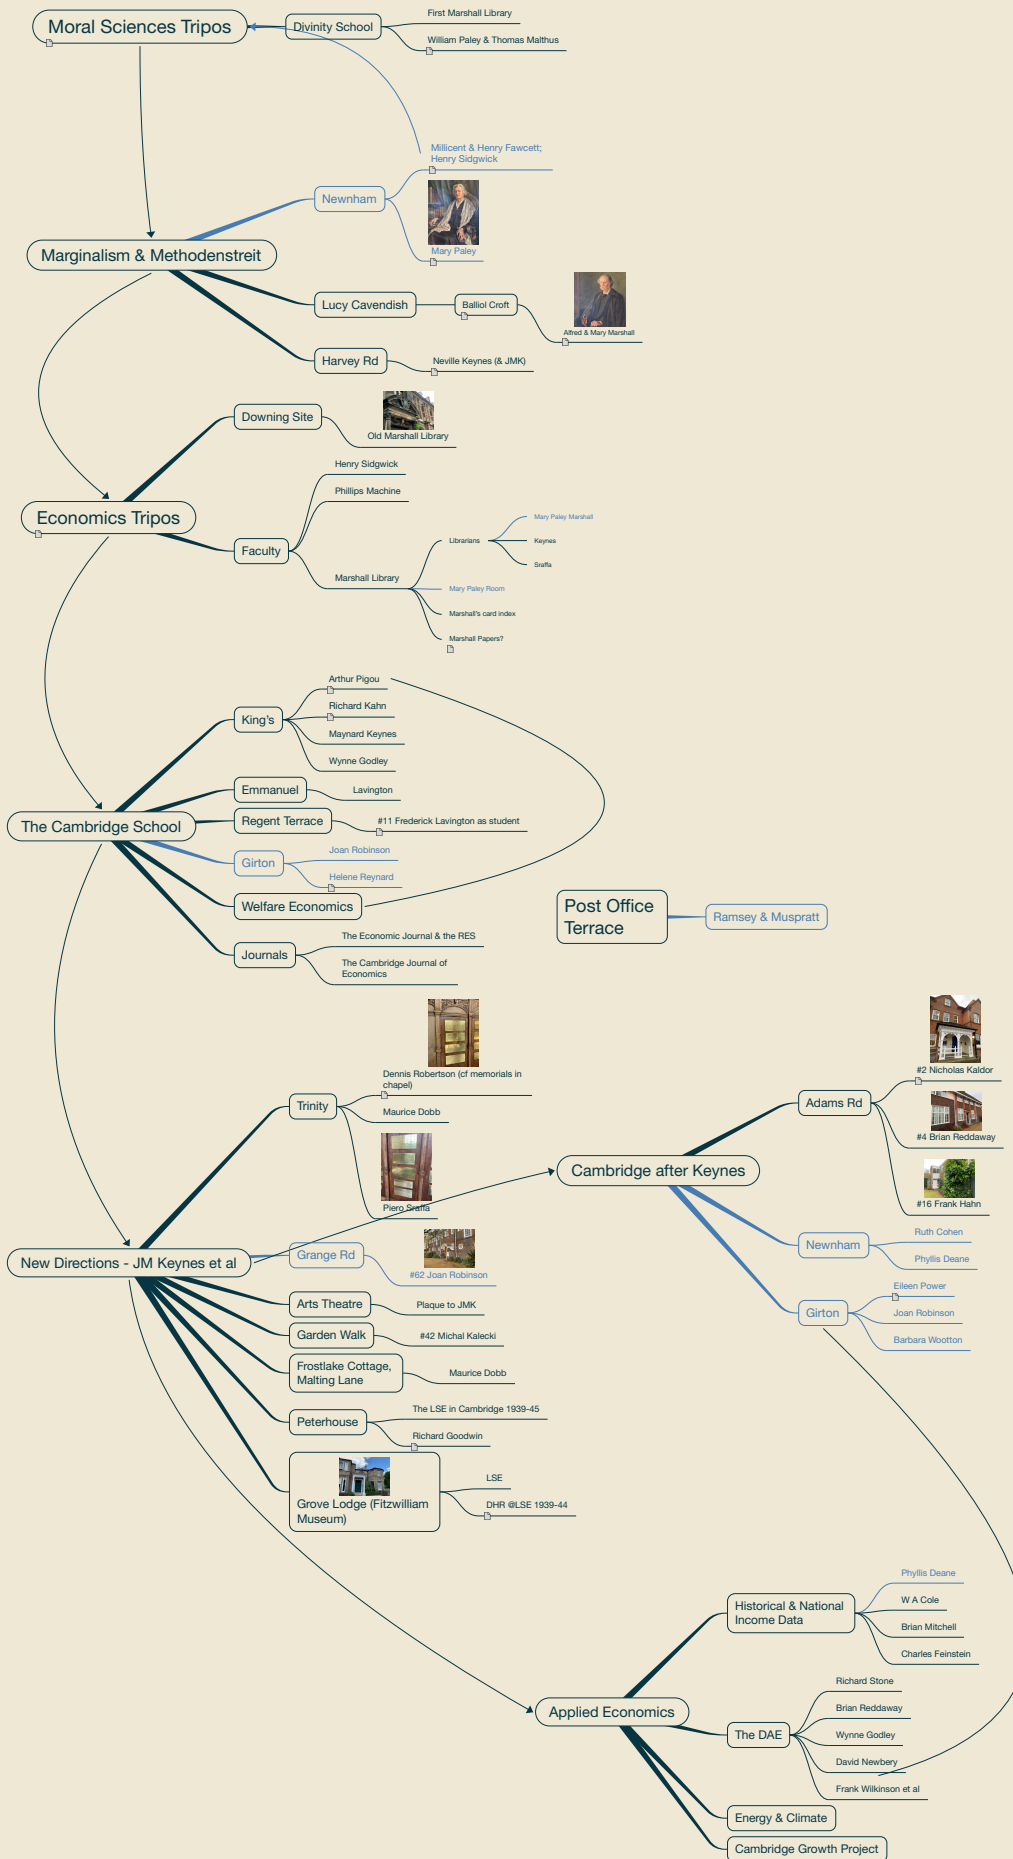 Moral Sciences Tripos
Divinity School
First Marshall Library
William Paley & Thomas Malthus
Millicent & Henry Fawcett;
Henry Sidgwick
Newnham
Mary Paley
Marginalism & Methodenstreit
Lucy Cavendish
Balliol Croft
Alfred & Mary Marshall
Harvey Rd
Neville Keynes (& JMK)
Downing Site
Old Marshall Library
Economics Tripos
Henry Sidgwick
Phillips Machine
Faculty
Marshall Library
Librarians
Mary Paley Marshall
Keynes
Sraffa
Mary Paley Room
Marshall's card index
Marshall Papers?
Arthur Pigou
King's
Richard Kahn
Maynard Keynes
Wynne Godley
Emmanuel
Lavington
The Cambridge School
Regent Terrace
#11 Frederick Lavington as student
Girton
Joan Robinson
Helene Reynard
Welfare Economics
Journals
The Economic Journal & the RES
The Cambridge Journal of
Economics
Post Office
Terrace
Ramsey & Muspratt
Trinity
Dennis Robertson (cf memorials in
chapel)
Maurice Dobb
Piero Sraffa
New Directions - JM Keynes et al
Grange Rd
#62 Joan Robinson
Arts Theatre
Plaque to JMK
Garden Walk
#42 Michal Kalecki
Frostlake Cottage,
Malting Lane
Maurice Dobb
Peterhouse
The LSE in Cambridge 1939-45
Richard Goodwin
Grove Lodge (Fitzwilliam
Museum)
LSE
DHR @LSE 1939-44
Cambridge after Keynes
Adams Rd
#2 Nicholas Kaldor
#4 Brian Reddaway
#16 Frank Hahn
Newnham
Ruth Cohen
Phyllis Deane
Girton
Eileen Power
Joan Robinson
Barbara Wootton
Applied Economics
Historical & National
Income Data
Phyllis Deane
W A Cole
Brian Mitchell
Charles Feinstein
The DAE
Richard Stone
Brian Reddaway
Wynne Godley
David Newbery
Frank Wilkinson et al
Energy & Climate
Cambridge Growth Project